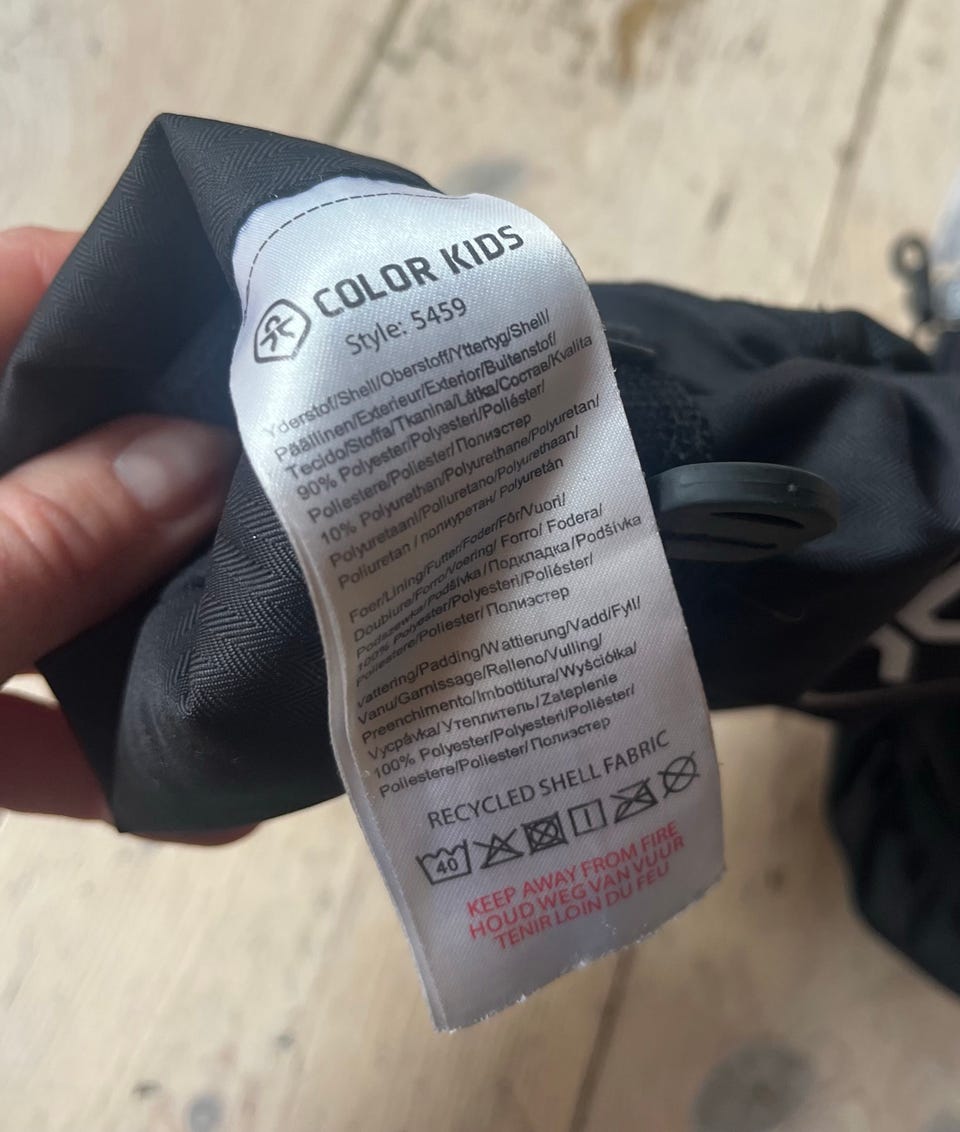 COLOR KIDS
Style: 5459
Yderstof/Shell/Oberstoff/Yttertyg/Shell/
Päällinen/Exterieur/Exterior/Buitenstof/
Tecido/Stoffa/Tkanina/Látka/Состав/Kvalita
90% Polyester/Polyesteri/Poliéster/
Poliestere/Poliester/Полиэстер
10% Polyurethan/Polyurethane/Polyuretan/
Polyuretaani/Poliuretano/Polyurethaan/
Poliuretan / полиуретан/ Polyuretán
Foer/Lining/Futter/Foder/Fôr/Vuori/
Doublure/Forro/Voering/ Forro/ Fodera/
Podszewka/Podšívka/Подкладка/Podšívka
100% Polyester/Polyesteri/Poliéster/
Poliestere/Poliester/Полиэстер
Vattering/Padding/Wattierung/Vadd/Fyll/
Vanu/Garnissage/Relleno/Vulling/
Preenchimento/Imbottitura/Wyściółka/
Vycpávka/Утеплитель/Zateplenie
100% Polyester/Polyesteri/Poliéster/
Poliestere/Poliester/Полиэстер
RECYCLED SHELL FABRIC
40
KEEP AWAY FROM FIRE
HOUD WEG VAN VUUR
TENIR LOIN DU FEU